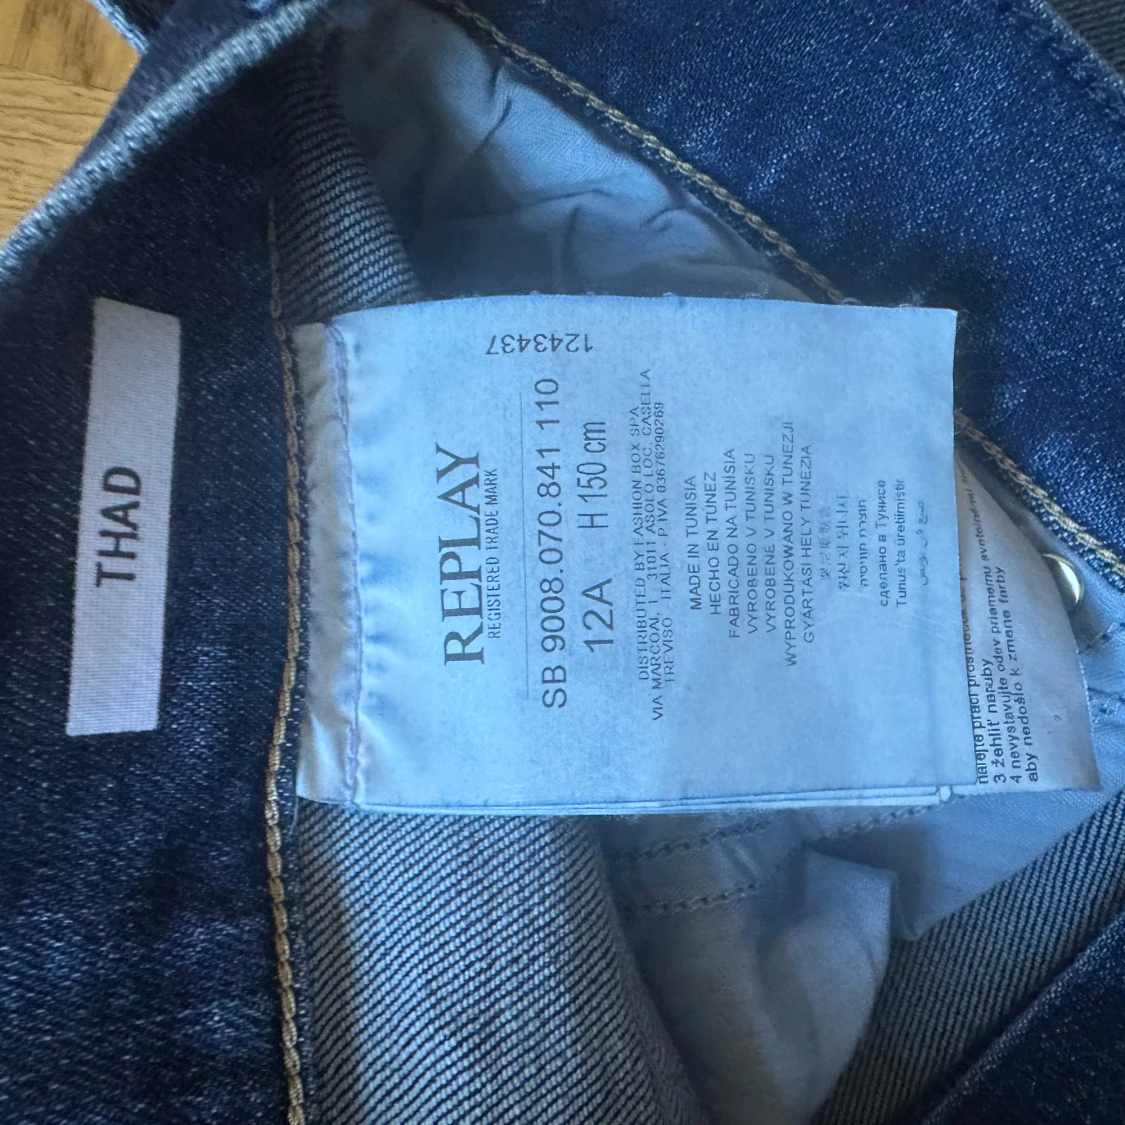 THAD
1243437
REPLAY
REGISTERED TRADE MARK
SB 9008.070.841 110
12A H 150 cm
DISTRIBUTED BY FASHION BOX SPA
VIA MARCOAI, 1 31011 ASOLO LOC. CASELLA
TREVISO ITALIA - P.IVA 03676290269
MADE IN TUNISIA
HECHO EN TÚNEZ
FABRICADO NA TUNÍSIA
VYROBENO V TUNISKU
VYROBENÉ V TUNISKU
WYPRODUKOWANO W TUNEZJI
GYÁRTÁSI HELY TUNÉZIA
сделано в Тунисе
Tunus'ta üretilmiştir
3 žehliť naruby
4 nevystavujte odev priamemu svetelnému
aby nedošlo k zmene farby